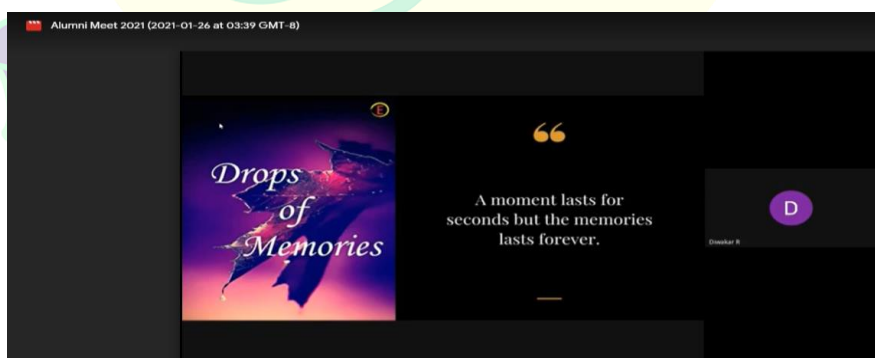 Alumni Meet 2021 (2021-01-26 at 03:39 GMT-8)
E
Drops
of
Memories
❝
A moment lasts for
seconds but the memories
lasts forever.
D
Diwakar R